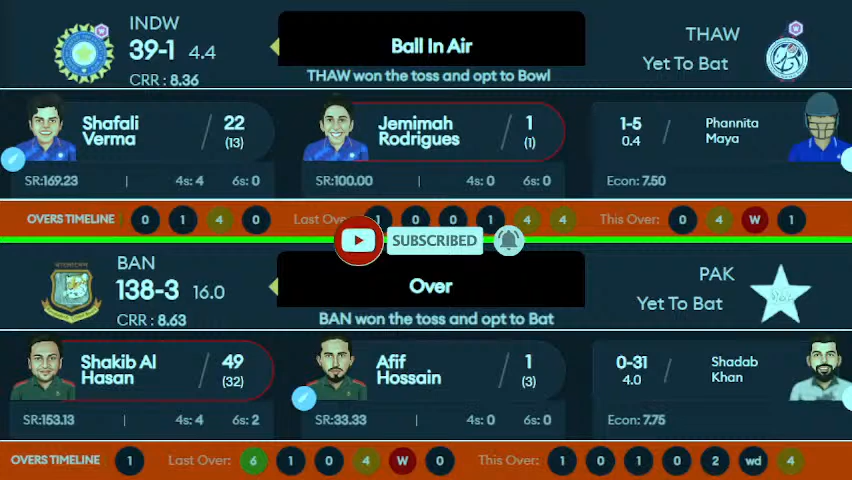 INDW
39-1 4.4
CRR : 8.36
Ball In Air
THAW won the toss and opt to Bowl
THAW
Yet To Bat
Shafali Verma 22 (13)
SR:169.23 | 4s: 4 6s: 0
Jemimah Rodrigues 1 (1)
SR:100.00 4s: 0 6s: 0
1-5 0.4 Phannita Maya
Econ: 7.50
OVERS TIMELINE 0 1 4 0 Last Over 1 0 0 1 4 4 This Over: 0 4 W 1
SUBSCRIBED
BAN
138-3 16.0
CRR : 8.63
Over
BAN won the toss and opt to Bat
PAK
Yet To Bat
Shakib Al Hasan 49 (32)
SR:153.13 | 4s: 4 6s: 2
Afif Hossain 1 (3)
SR:33.33 4s: 0 6s: 0
0-31 4.0 Shadab Khan
Econ: 7.75
OVERS TIMELINE 1 Last Over: 6 1 0 4 W 0 This Over: 1 0 1 0 2 wd 4